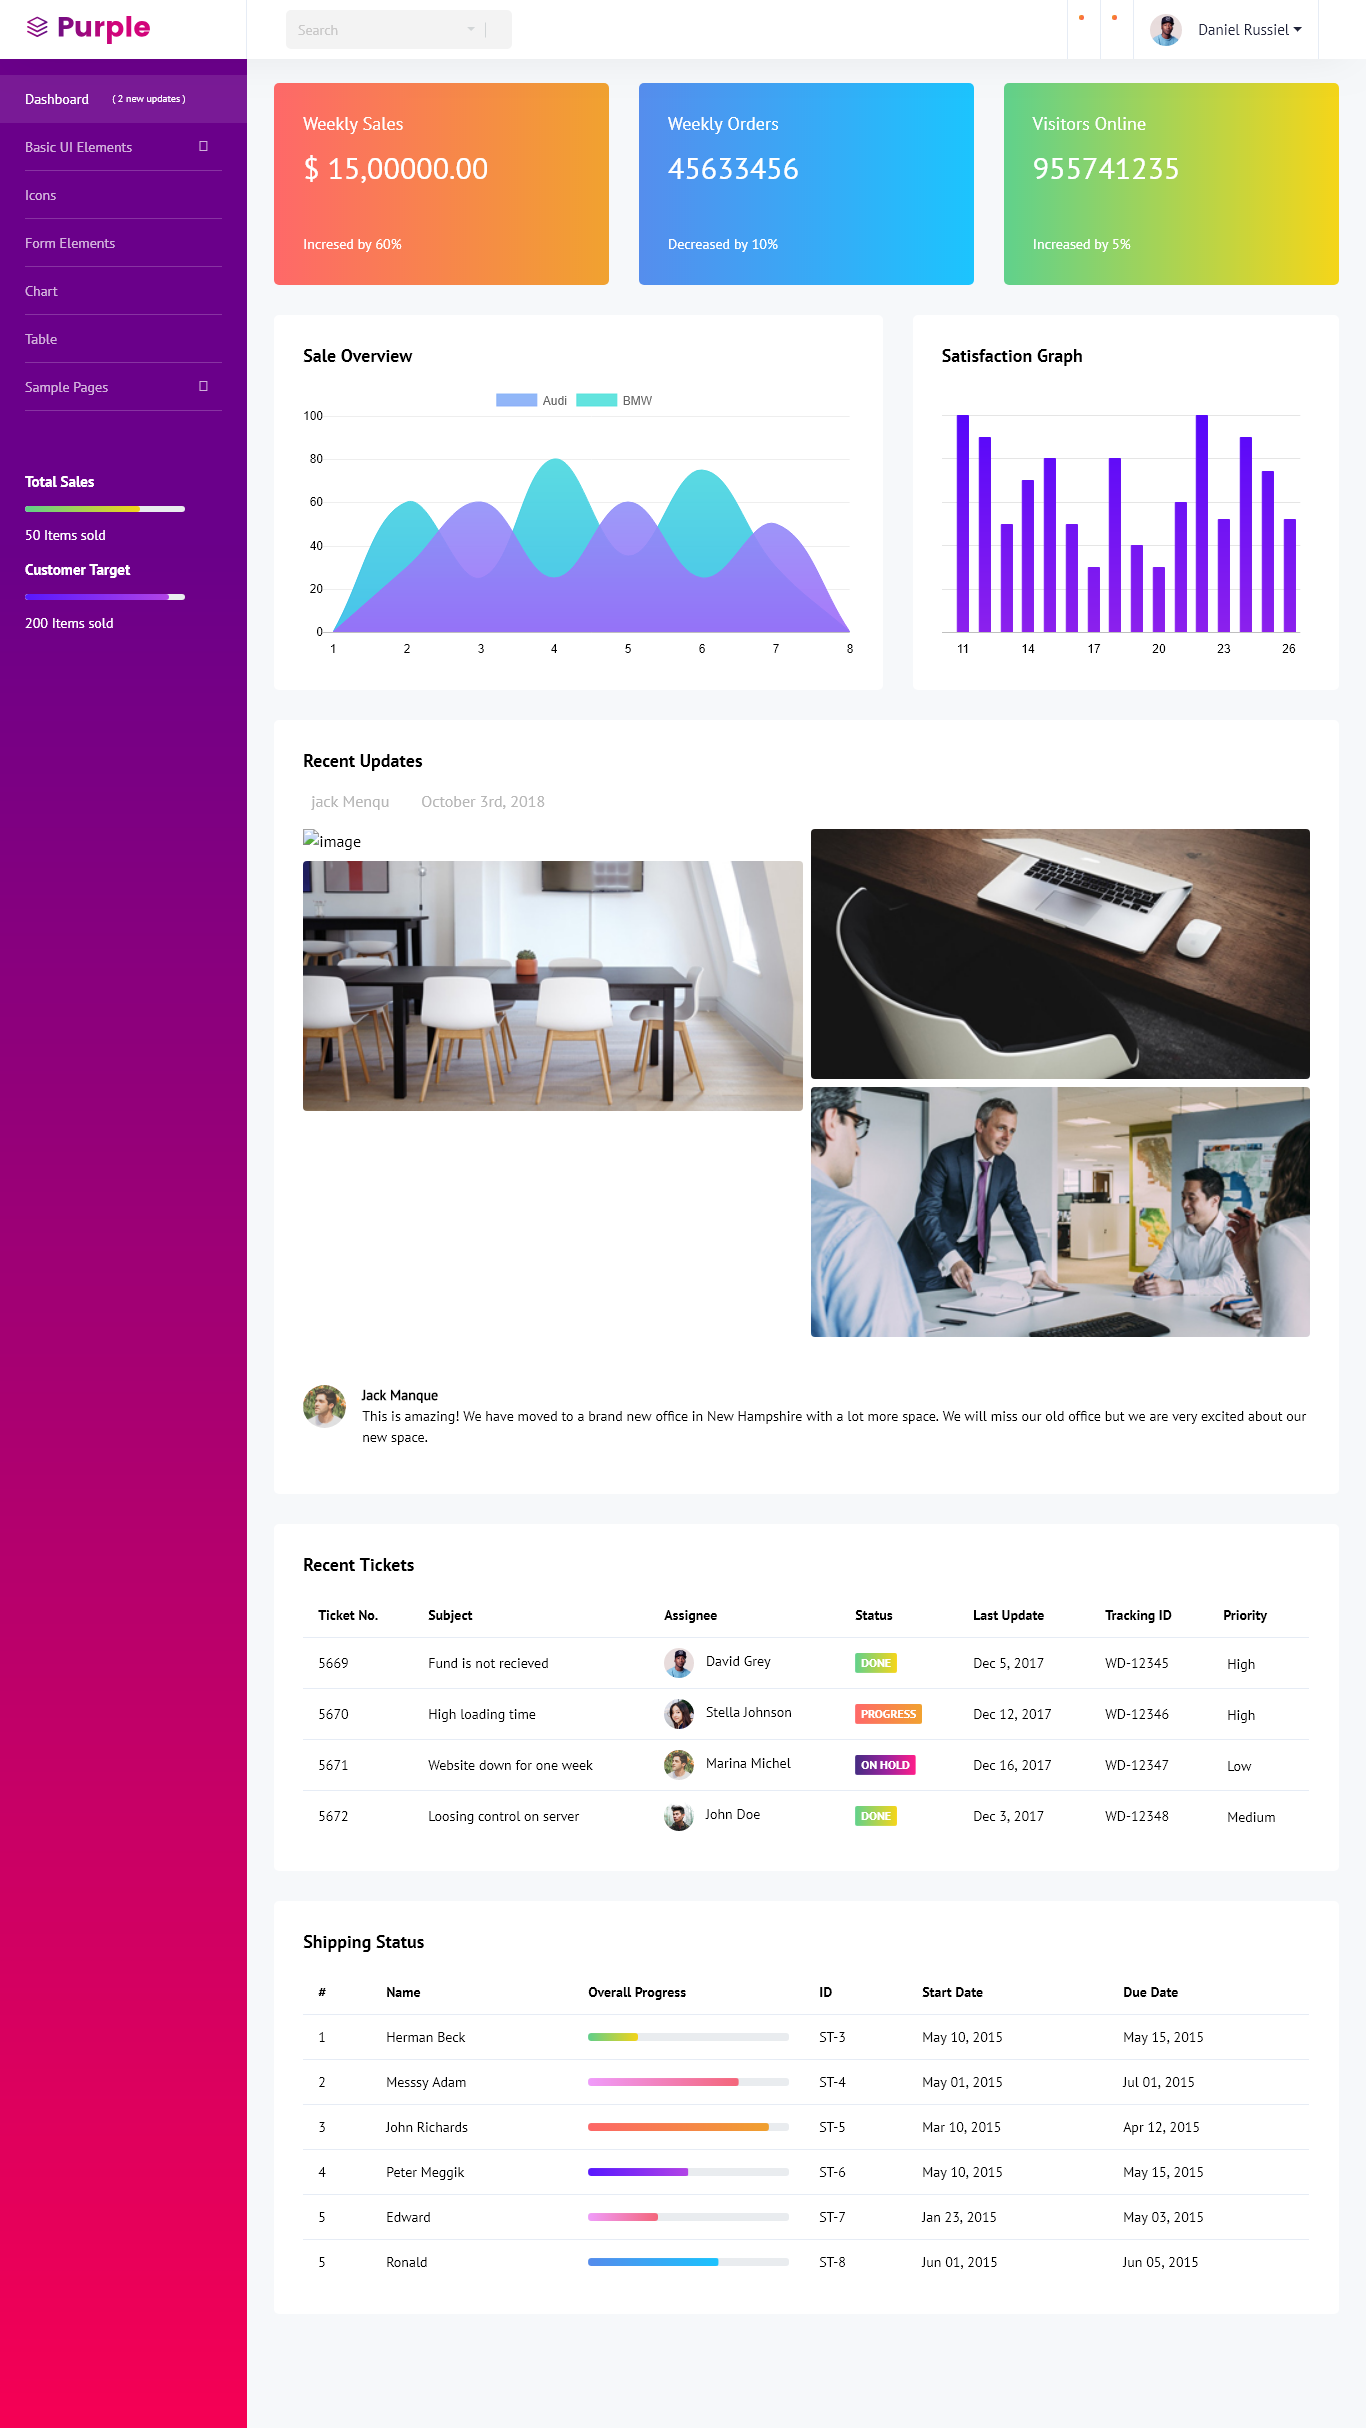 Purple
Search
Daniel Russiel
Dashboard ( 2 new updates )
Basic UI Elements
Icons
Form Elements
Chart
Table
Sample Pages
Total Sales
50 Items sold
Customer Target
200 Items sold
Weekly Sales
$ 15,00000.00
Incresed by 60%
Weekly Orders
45633456
Decreased by 10%
Visitors Online
955741235
Increased by 5%
Sale Overview
Audi BMW
100
80
60
40
20
0
1 2 3 4 5 6 7 8
Satisfaction Graph
11 14 17 20 23 26
Recent Updates
jack Menqu October 3rd, 2018
image
Jack Manque
This is amazing! We have moved to a brand new office in New Hampshire with a lot more space. We will miss our old office but we are very excited about our
new space.
Recent Tickets
Ticket No. Subject Assignee Status Last Update Tracking ID Priority
5669 Fund is not recieved David Grey DONE Dec 5, 2017 WD-12345 High
5670 High loading time Stella Johnson PROGRESS Dec 12, 2017 WD-12346 High
5671 Website down for one week Marina Michel ON HOLD Dec 16, 2017 WD-12347 Low
5672 Loosing control on server John Doe DONE Dec 3, 2017 WD-12348 Medium
Shipping Status
# Name Overall Progress ID Start Date Due Date
1 Herman Beck ST-3 May 10, 2015 May 15, 2015
2 Messsy Adam ST-4 May 01, 2015 Jul 01, 2015
3 John Richards ST-5 Mar 10, 2015 Apr 12, 2015
4 Peter Meggik ST-6 May 10, 2015 May 15, 2015
5 Edward ST-7 Jan 23, 2015 May 03, 2015
5 Ronald ST-8 Jun 01, 2015 Jun 05, 2015